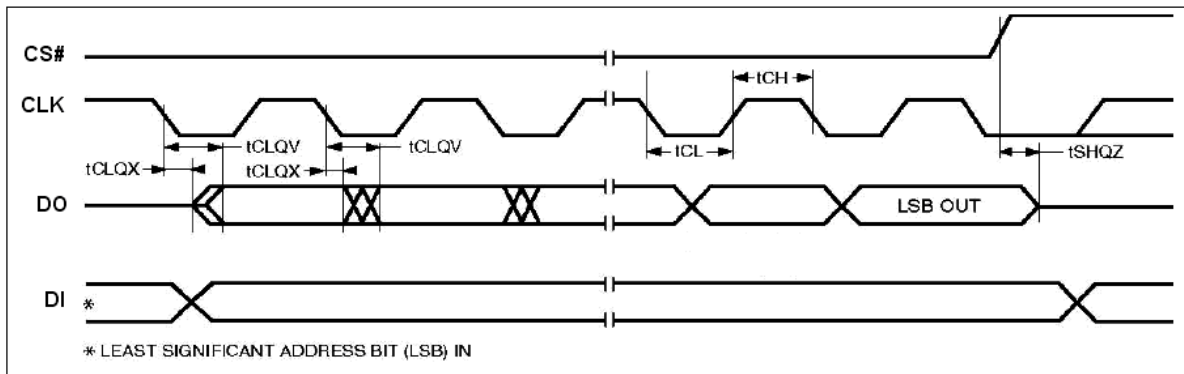 CS#
tCH
CLK
tCLQV
tCLQV
tCL
tSHQZ
tCLQX
tCLQX
DO
LSB OUT
DI
*
* LEAST SIGNIFICANT ADDRESS BIT (LSB) IN